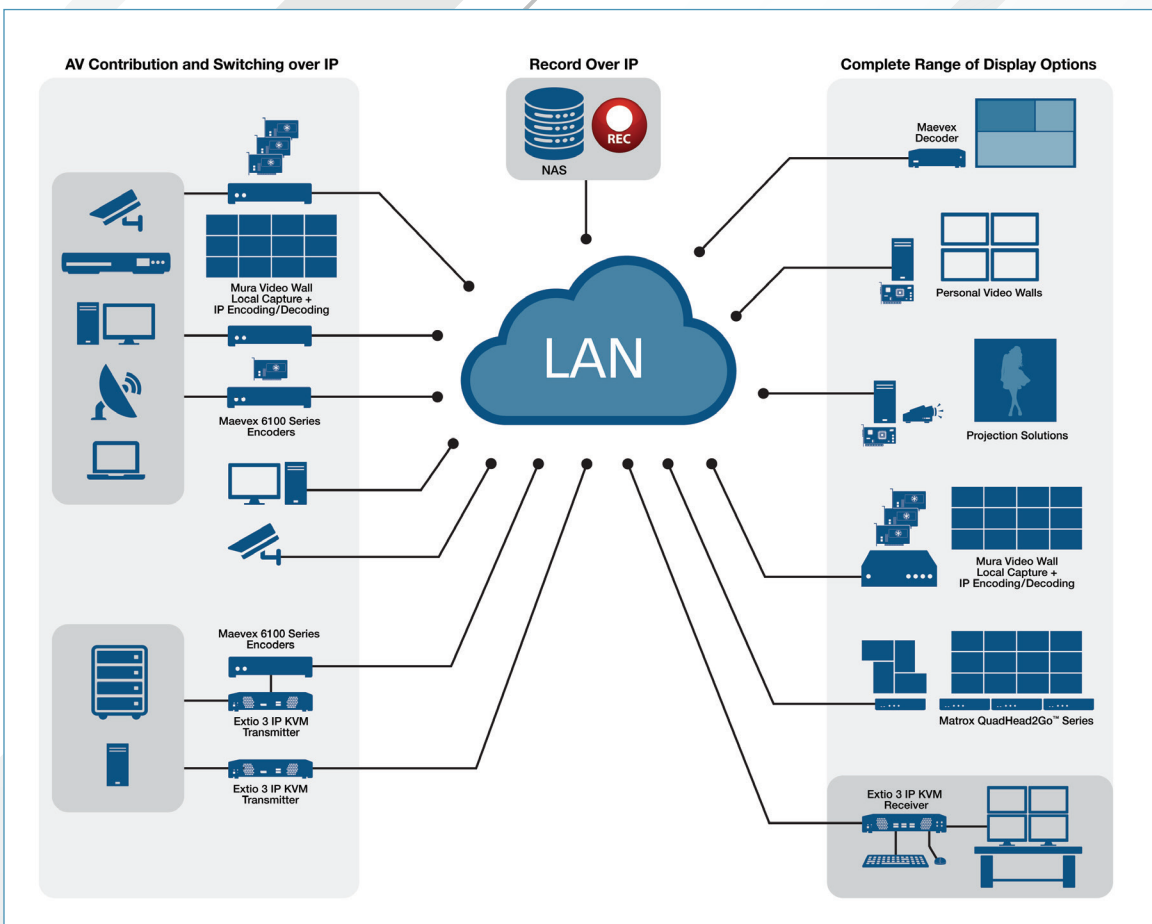 AV Contribution and Switching over IP
Record Over IP
Complete Range of Display Options
REC
NAS
Mura Video Wall
Local Capture +
IP Encoding/Decoding
Maevex 6100 Series
Encoders
Maevex 6100 Series
Encoders
Extio 3 IP KVM
Transmitter
Extio 3 IP KVM
Transmitter
LAN
Maevex
Decoder
Personal Video Walls
Projection Solutions
Mura Video Wall
Local Capture +
IP Encoding/Decoding
Matrox QuadHead2Go™ Series
Extio 3 IP KVM
Receiver